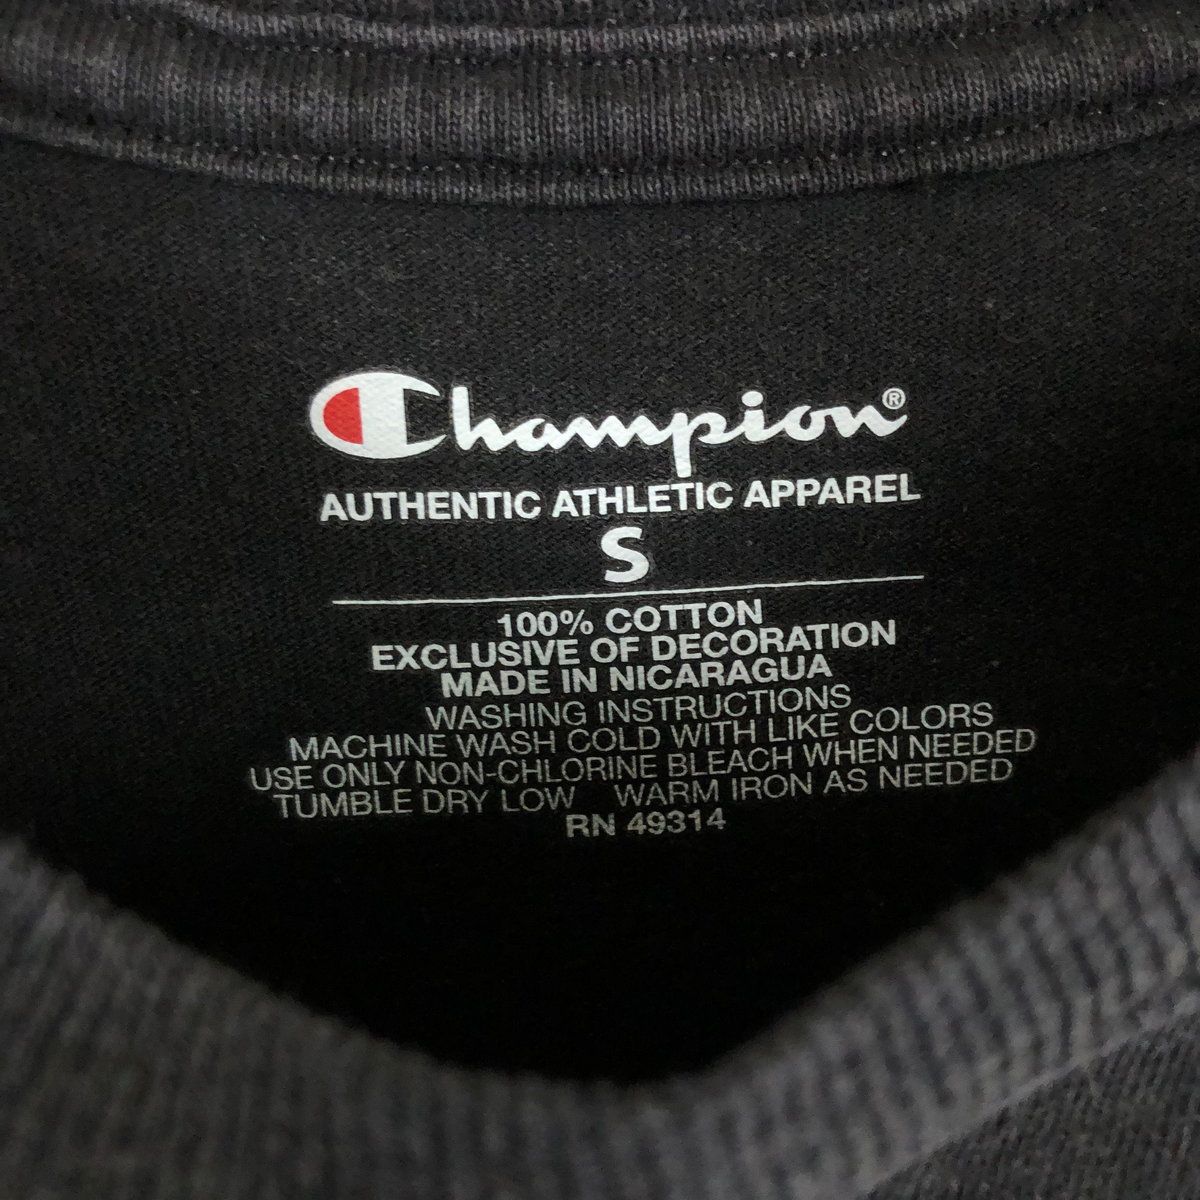 Champion®
AUTHENTIC ATHLETIC APPAREL
S
100% COTTON
EXCLUSIVE OF DECORATION
MADE IN NICARAGUA
WASHING INSTRUCTIONS
MACHINE WASH COLD WITH LIKE COLORS
USE ONLY NON-CHLORINE BLEACH WHEN NEEDED
TUMBLE DRY LOW WARM IRON AS NEEDED
RN 49314